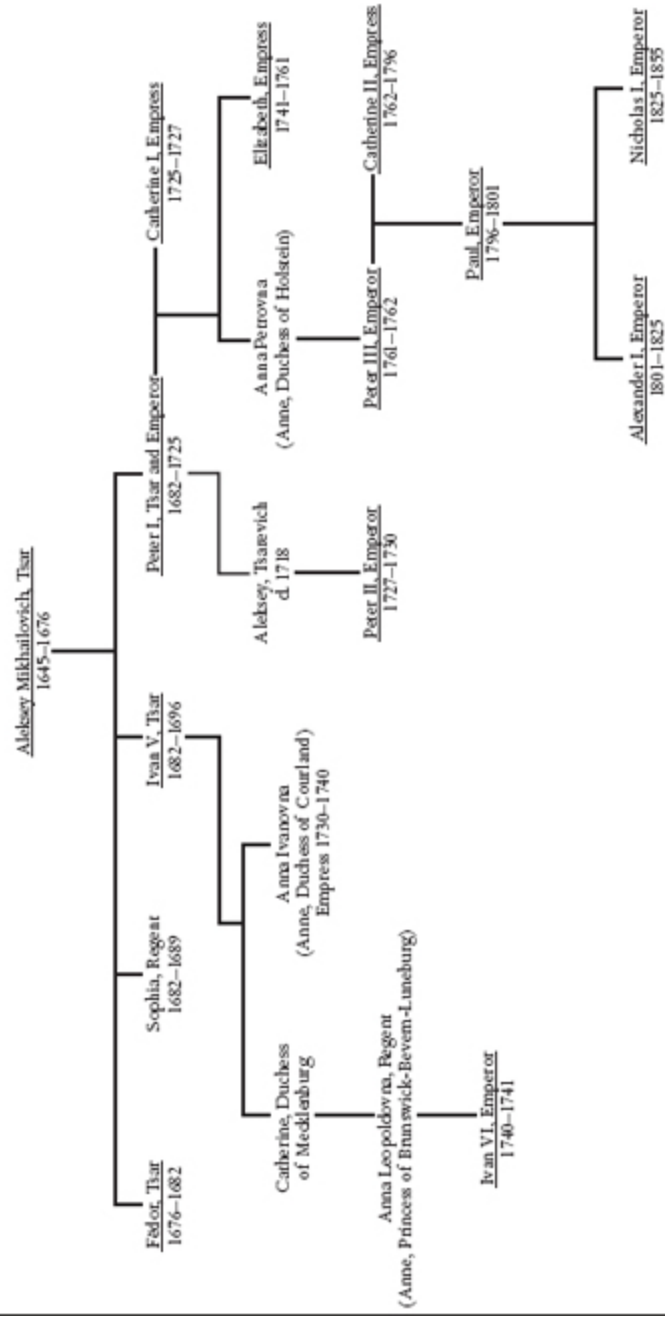 Aleksey Mikhailovich, Tsar
1645–1676
Fëdor, Tsar
1676–1682
Sophia, Regent
1682–1689
Ivan V, Tsar
1682–1696
Peter I, Tsar and Emperor
1682–1725
Catherine I, Empress
1725–1727
Catherine, Duchess
of Mecklenburg
Anna Ivanovna
(Anne, Duchess of Courland)
Empress 1730–1740
Aleksey, Tsarevich
d. 1718
Anna Petrovna
(Anne, Duchess of Holstein)
Elizabeth, Empress
1741–1761
Anna Leopoldovna, Regent
(Anne, Princess of Brunswick-Bevern-Luneburg)
Peter II, Emperor
1727–1730
Peter III, Emperor
1761–1762
Catherine II, Empress
1762–1796
Ivan VI, Emperor
1740–1741
Paul, Emperor
1796–1801
Alexander I, Emperor
1801–1825
Nicholas I, Emperor
1825–1855